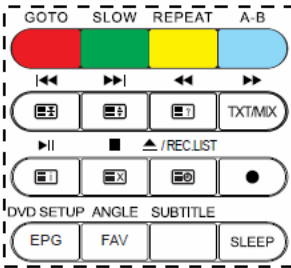 GOTO SLOW REPEAT A-B
TXT/MIX
/REC.LIST
DVD SETUP ANGLE SUBTITLE
EPG FAV SLEEP